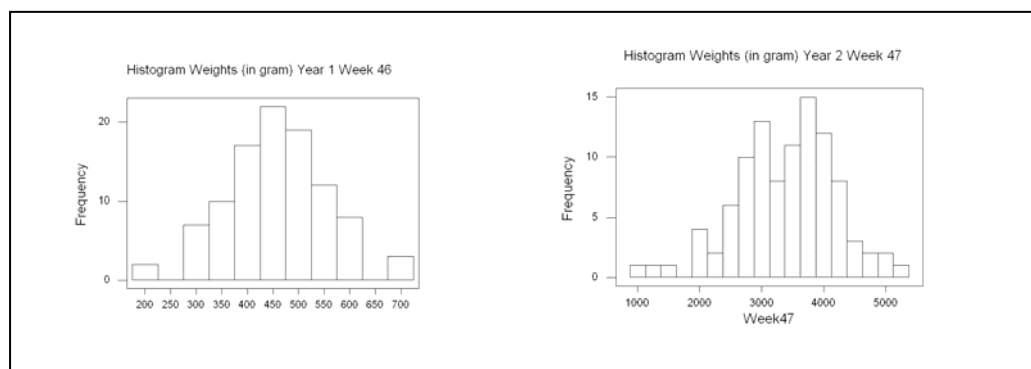 Histogram Weights (in gram) Year 1 Week 46
Frequency
20
10
0
200 250 300 350 400 450 500 550 600 650 700
Histogram Weights (in gram) Year 2 Week 47
Frequency
15
10
5
0
1000 2000 3000 4000 5000
Week47